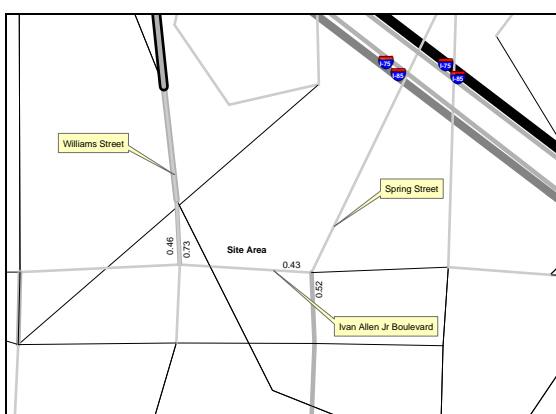 I-75
I-85
I-75
I-85
Williams Street
Spring Street
0.46
0.73
Site Area
0.43
0.52
Ivan Allen Jr Boulevard